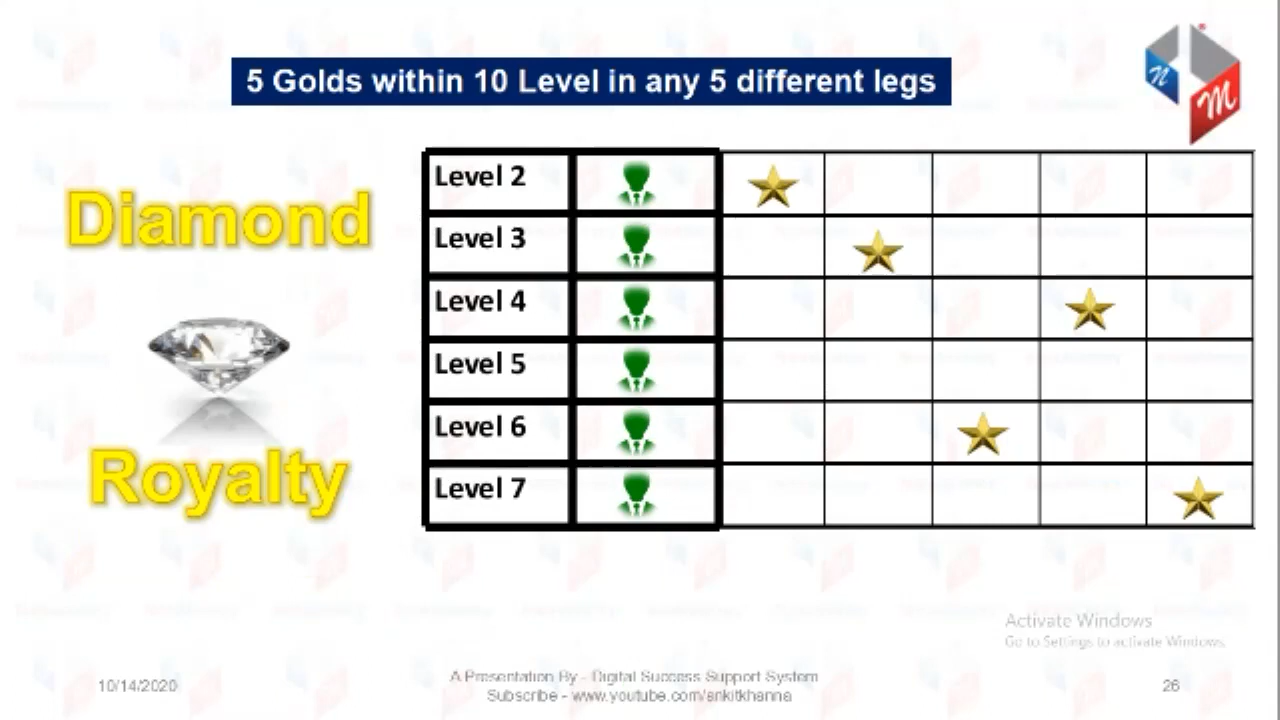 5 Golds within 10 Level in any 5 different legs
n
M
Diamond
Royalty
Level 2
Level 3
Level 4
Level 5
Level 6
Level 7
Activate Windows
Go to Settings to activate Windows.
10/14/2020
A Presentation By - Digital Success Support System
Subscribe - www.youtube.com/ankitkhanna
26